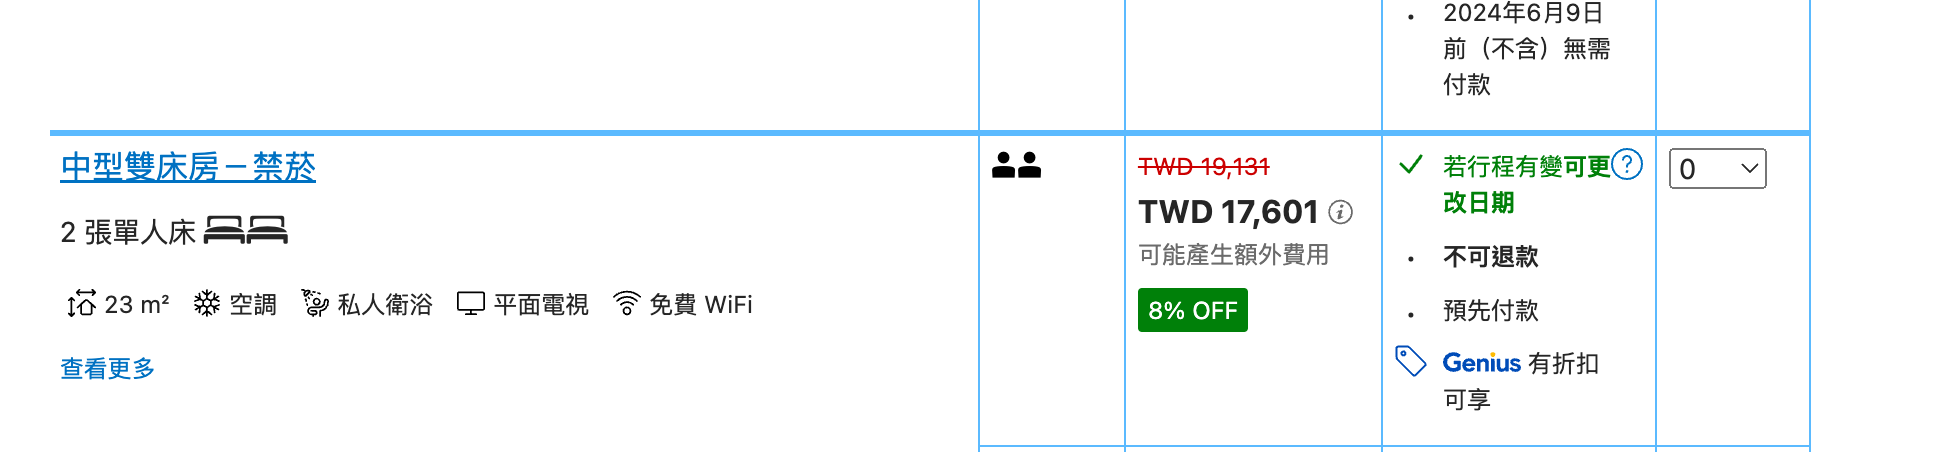 2024年6月9日
前（不含）無需
付款
中型雙床房－禁菸
2 張單人床
23 m² 空調 私人衛浴 平面電視 免費 WiFi
查看更多
TWD 19,131
TWD 17,601
可能產生額外費用
8% OFF
若行程有變可更
改日期
不可退款
預先付款
Genius 有折扣
可享
0